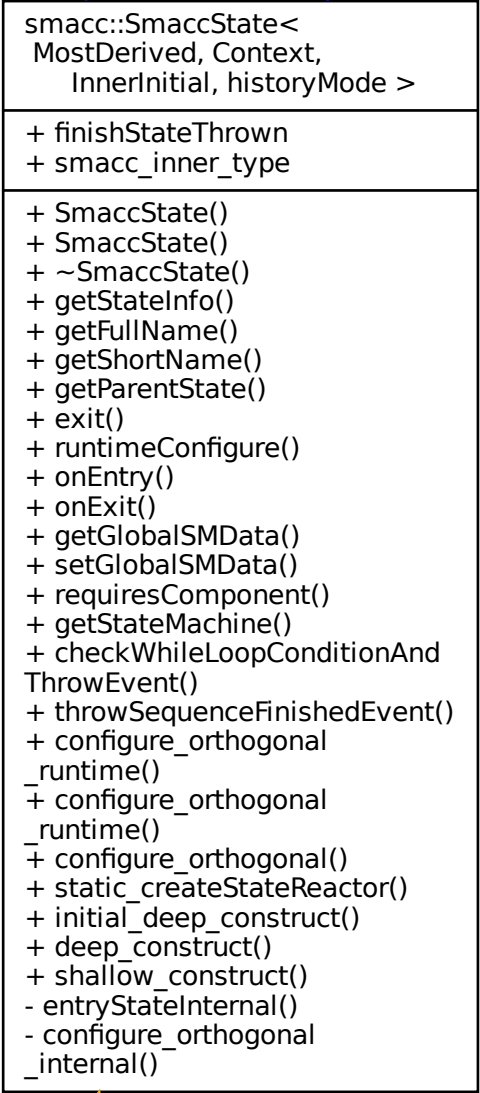 smacc::SmaccState<
MostDerived, Context,
InnerInitial, historyMode >
+ finishStateThrown
+ smacc_inner_type
+ SmaccState()
+ SmaccState()
+ ~SmaccState()
+ getStateInfo()
+ getFullName()
+ getShortName()
+ getParentState()
+ exit()
+ runtimeConfigure()
+ onEntry()
+ onExit()
+ getGlobalSMData()
+ setGlobalSMData()
+ requiresComponent()
+ getStateMachine()
+ checkWhileLoopConditionAnd
ThrowEvent()
+ throwSequenceFinishedEvent()
+ configure_orthogonal
_runtime()
+ configure_orthogonal
_runtime()
+ configure_orthogonal()
+ static_createStateReactor()
+ initial_deep_construct()
+ deep_construct()
+ shallow_construct()
- entryStateInternal()
- configure_orthogonal
_internal()